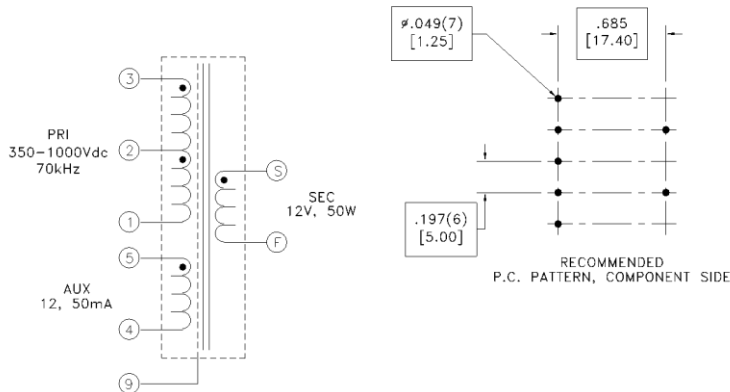 3
PRI
350-1000Vdc
70kHz
2
1
5
AUX
12, 50mA
4
9
S
SEC
12V, 50W
F
ø.049(7)
[1.25]
.685
[17.40]
.197(6)
[5.00]
RECOMMENDED
P.C. PATTERN, COMPONENT SIDE